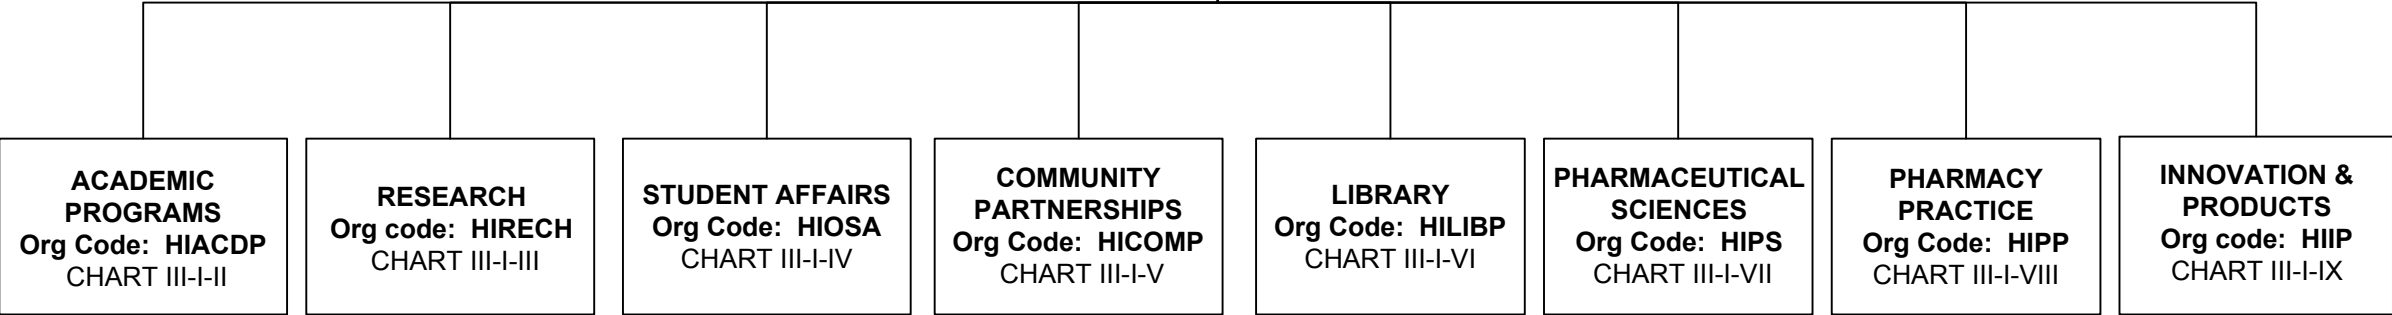 ACADEMIC
PROGRAMS
Org Code: HIACDP
CHART III-I-II
RESEARCH
Org code: HIRECH
CHART III-I-III
STUDENT AFFAIRS
Org Code: HIOSA
CHART III-I-IV
COMMUNITY
PARTNERSHIPS
Org Code: HICOMP
CHART III-I-V
LIBRARY
Org Code: HILIBP
CHART III-I-VI
PHARMACEUTICAL
SCIENCES
Org Code: HIPS
CHART III-I-VII
PHARMACY
PRACTICE
Org Code: HIPP
CHART III-I-VIII
INNOVATION &
PRODUCTS
Org code: HIIP
CHART III-I-IX